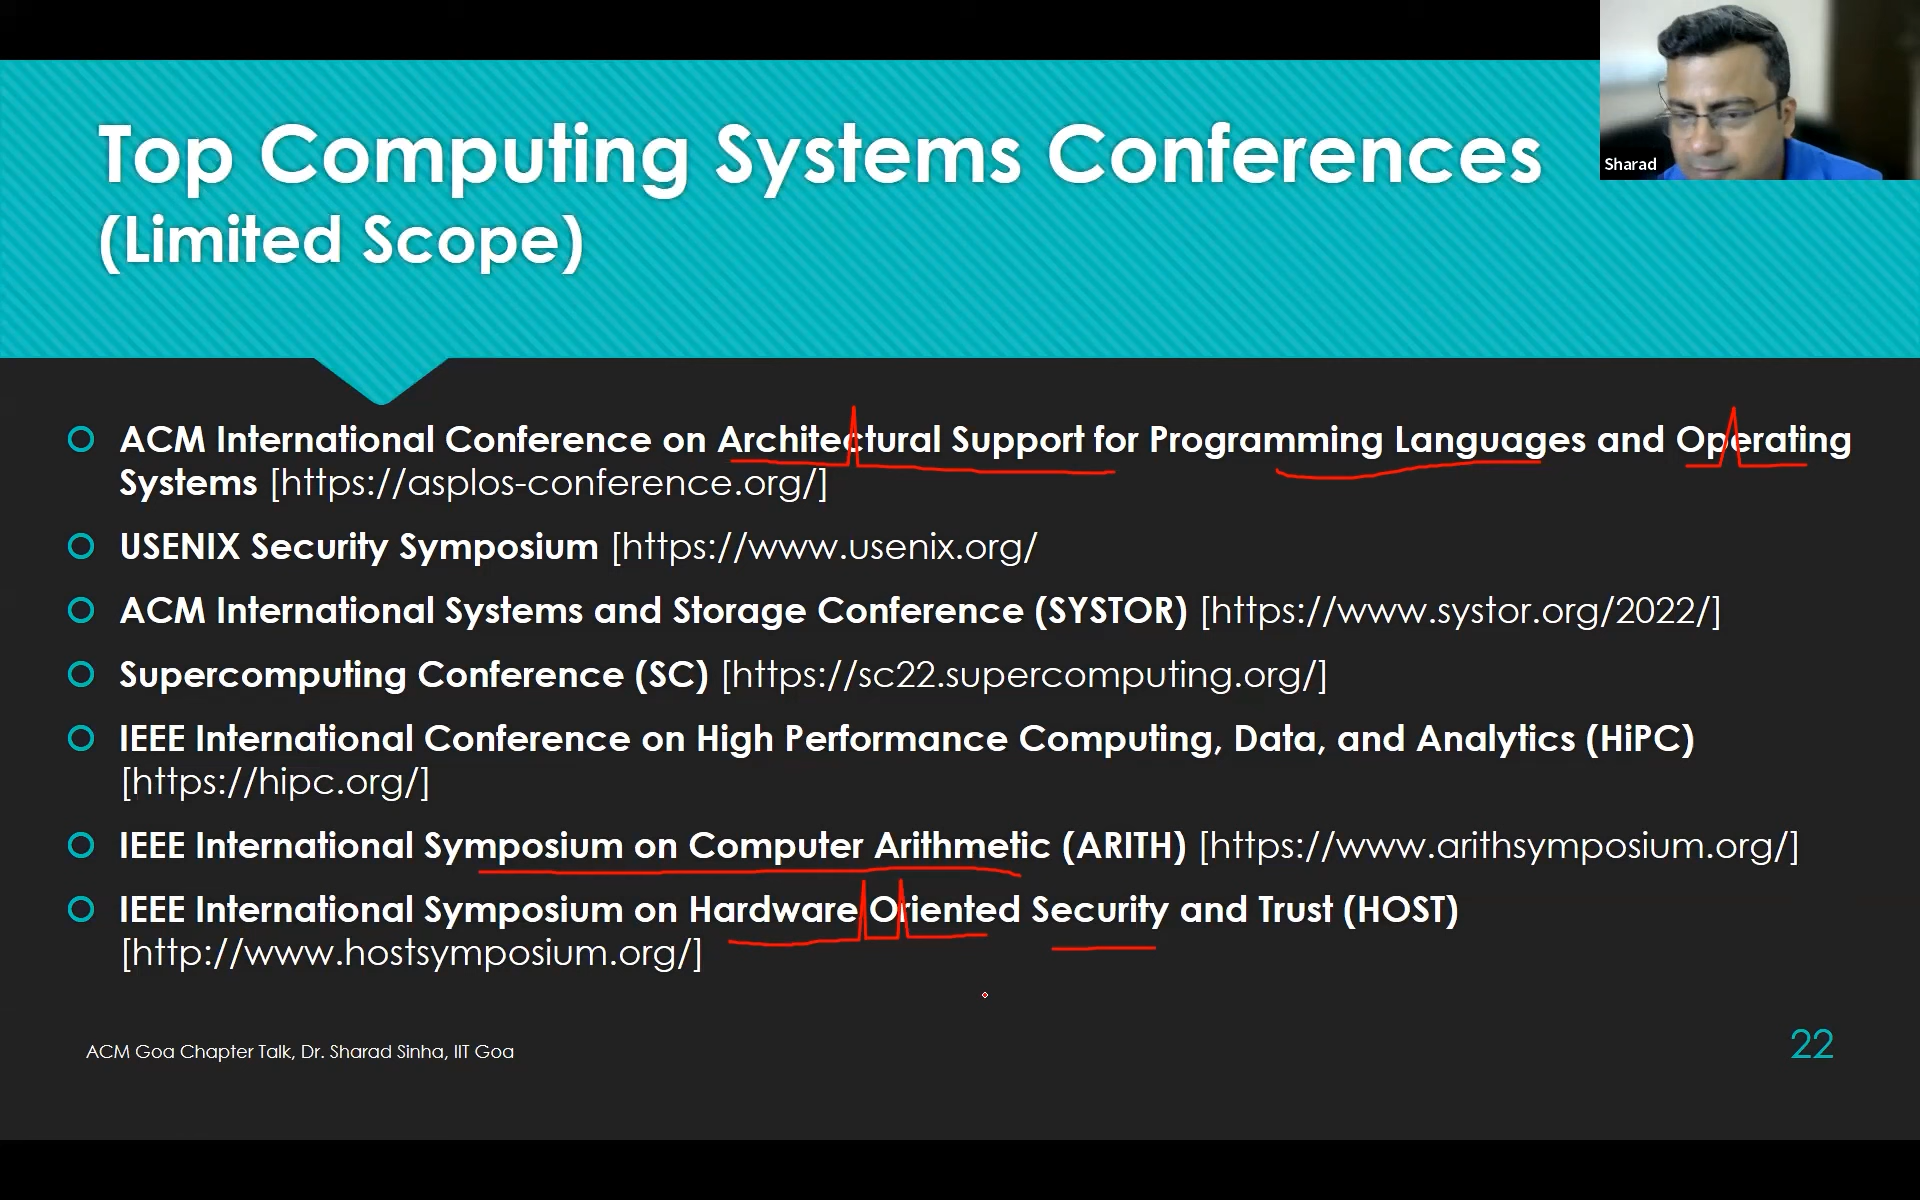 Top Computing Systems Conferences
(Limited Scope)
Sharad
ACM International Conference on Architectural Support for Programming Languages and Operating
Systems [https://asplos-conference.org/]
USENIX Security Symposium [https://www.usenix.org/
ACM International Systems and Storage Conference (SYSTOR) [https://www.systor.org/2022/]
Supercomputing Conference (SC) [https://sc22.supercomputing.org/]
IEEE International Conference on High Performance Computing, Data, and Analytics (HiPC)
[https://hipc.org/]
IEEE International Symposium on Computer Arithmetic (ARITH) [https://www.arithsymposium.org/]
IEEE International Symposium on Hardware Oriented Security and Trust (HOST)
[http://www.hostsymposium.org/]
ACM Goa Chapter Talk, Dr. Sharad Sinha, IIT Goa
22